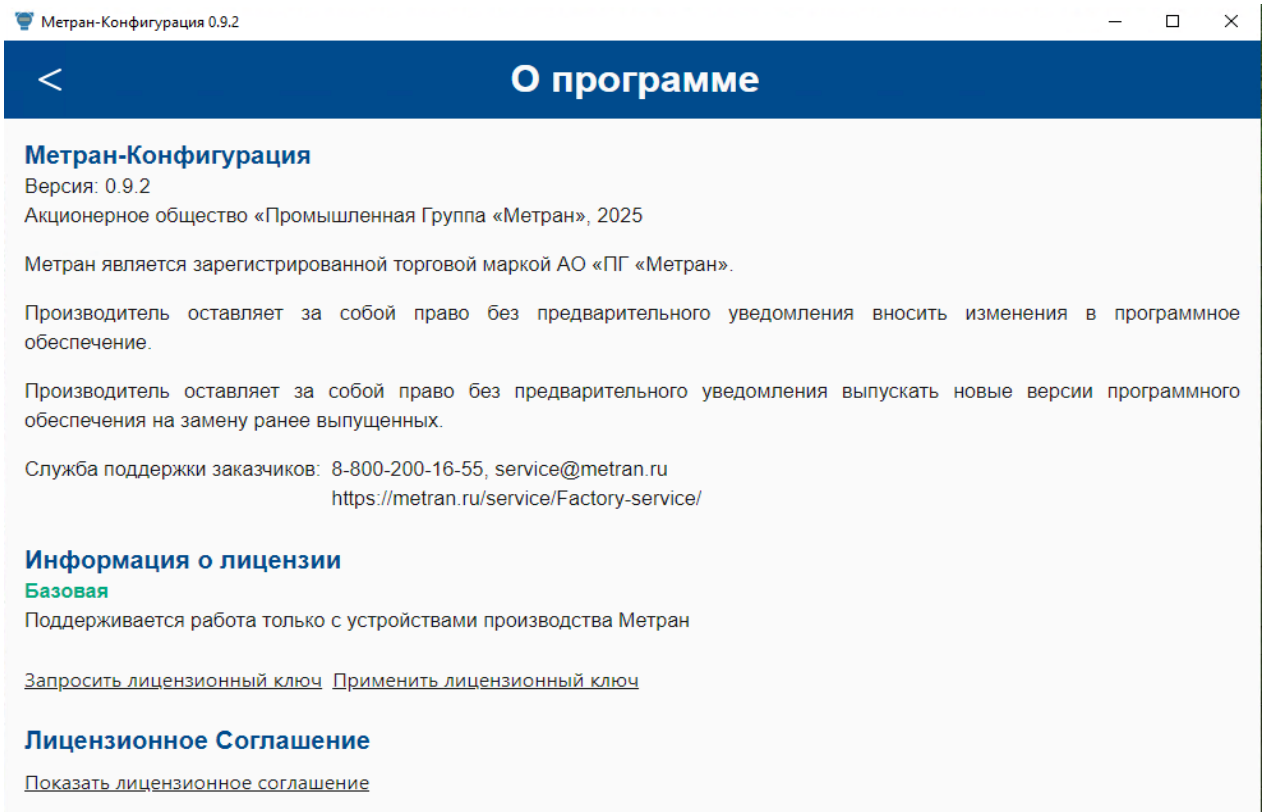 Метран-Конфигурация 0.9.2
< О программе
Метран-Конфигурация
Версия: 0.9.2
Акционерное общество «Промышленная Группа «Метран», 2025
Метран является зарегистрированной торговой маркой АО «ПГ «Метран».
Производитель оставляет за собой право без предварительного уведомления вносить изменения в программное
обеспечение.
Производитель оставляет за собой право без предварительного уведомления выпускать новые версии программного
обеспечения на замену ранее выпущенных.
Служба поддержки заказчиков: 8-800-200-16-55, service@metran.ru
https://metran.ru/service/Factory-service/
Информация о лицензии
Базовая
Поддерживается работа только с устройствами производства Метран
Запросить лицензионный ключ Применить лицензионный ключ
Лицензионное Соглашение
Показать лицензионное соглашение